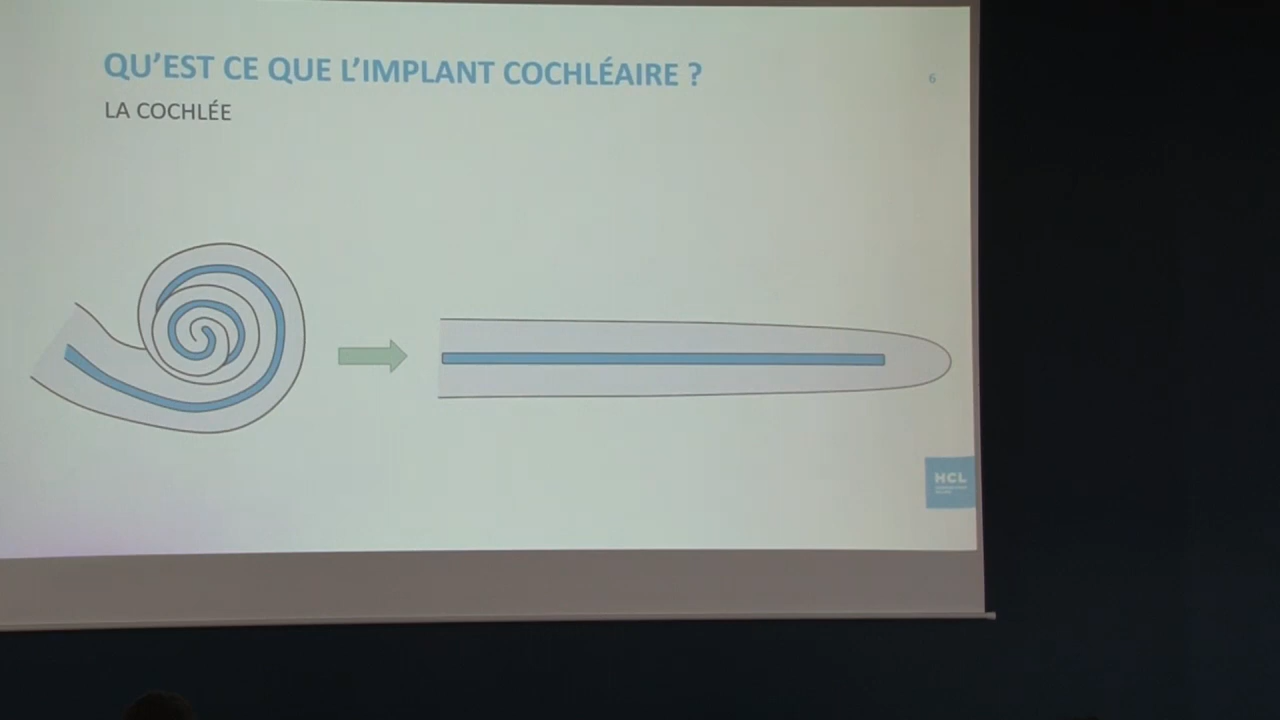 QU’EST CE QUE L’IMPLANT COCHLÉAIRE ?
6
LA COCHLÉE
HCL